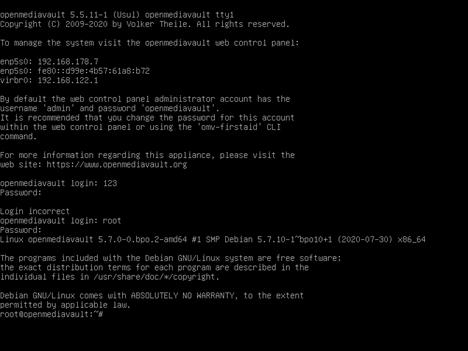 openmediavault 5.5.11-1 (Usul) openmediavault tty1
Copyright (C) 2009-2020 by Volker Theile. All rights reserved.
To manage the system visit the openmediavault web control panel:
enp5s0: 192.168.178.7
enp5s0: fe80::d99e:4b57:61a8:b72
virbr0: 192.168.122.1
By default the web control panel administrator account has the
username 'admin' and password 'openmediavault'.
It is recommended that you change the password for this account
within the web control panel or using the 'omv-firstaid' CLI
command.
For more information regarding this appliance, please visit the
web site: https://www.openmediavault.org
openmediavault login: 123
Password:
Login incorrect
openmediavault login: root
Password:
Linux openmediavault 5.7.0-0.bpo.2-amd64 #1 SMP Debian 5.7.10-1~bpo10+1 (2020-07-30) x86_64
The programs included with the Debian GNU/Linux system are free software;
the exact distribution terms for each program are described in the
individual files in /usr/share/doc/*/copyright.
Debian GNU/Linux comes with ABSOLUTELY NO WARRANTY, to the extent
permitted by applicable law.
root@openmediavault:~#